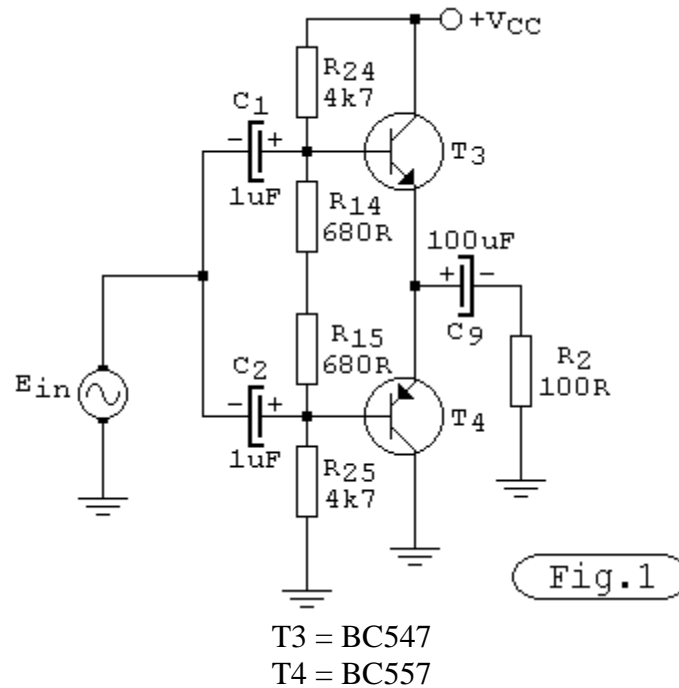 +VCC
R24
4k7
C1
- +
1uF
T3
R14
680R
100uF
+ -
C9
R15
680R
R2
100R
Ein
C2
- +
1uF
T4
R25
4k7
Fig.1
T3 = BC547
T4 = BC557